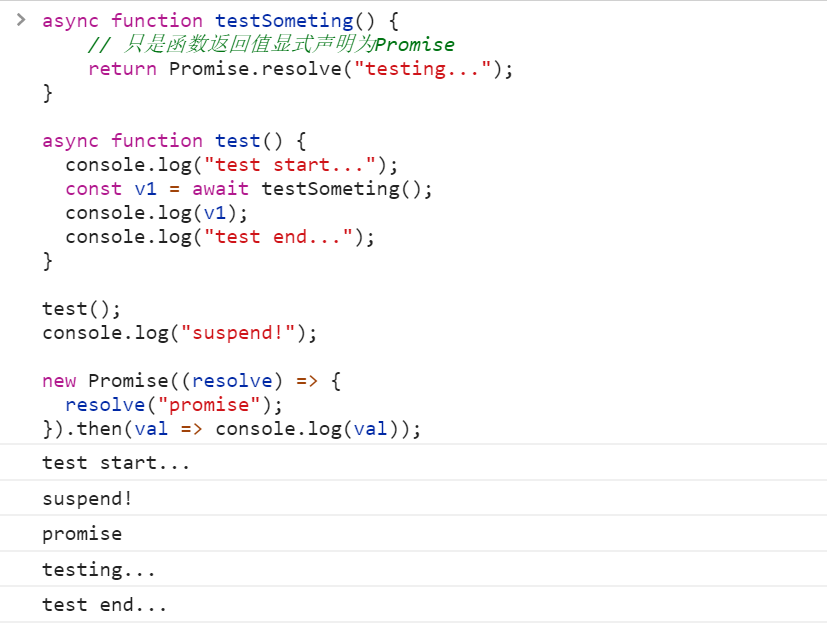 async function testSometing() {
// 只是函数返回值显式声明为Promise
return Promise.resolve("testing...");
}
async function test() {
console.log("test start...");
const v1 = await testSometing();
console.log(v1);
console.log("test end...");
}
test();
console.log("suspend!");
new Promise((resolve) => {
resolve("promise");
}).then(val => console.log(val));
test start...
suspend!
promise
testing...
test end...